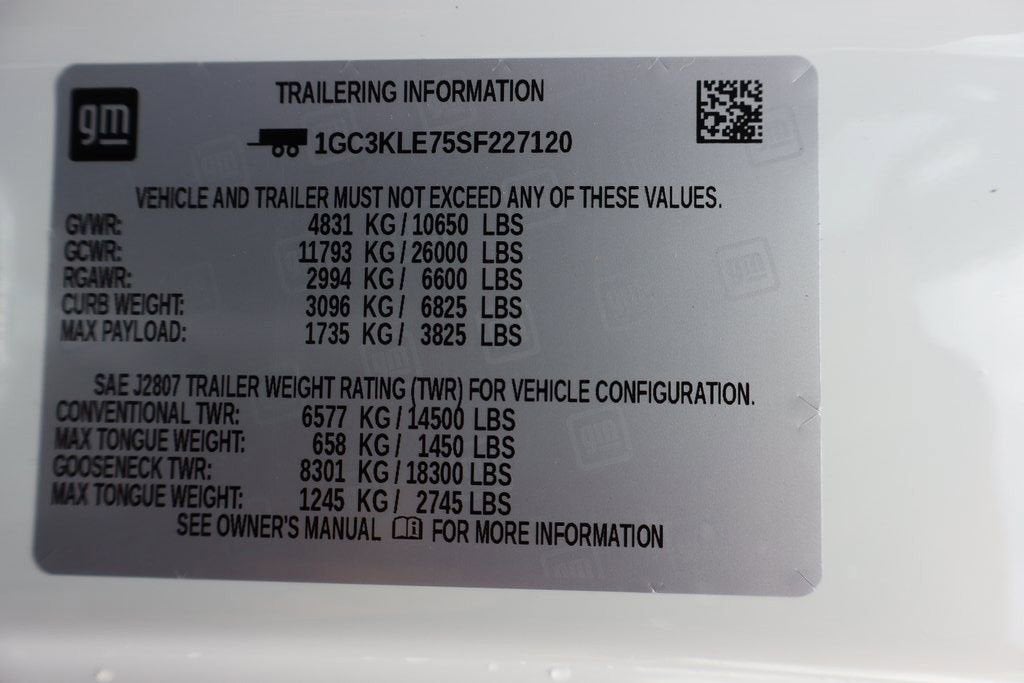 gm
TRAILERING INFORMATION
1GC3KLE75SF227120
VEHICLE AND TRAILER MUST NOT EXCEED ANY OF THESE VALUES.
GVWR: 4831 KG / 10650 LBS
GCWR: 11793 KG / 26000 LBS
RGAWR: 2994 KG / 6600 LBS
CURB WEIGHT: 3096 KG / 6825 LBS
MAX PAYLOAD: 1735 KG / 3825 LBS
SAE J2807 TRAILER WEIGHT RATING (TWR) FOR VEHICLE CONFIGURATION.
CONVENTIONAL TWR: 6577 KG / 14500 LBS
MAX TONGUE WEIGHT: 658 KG / 1450 LBS
GOOSENECK TWR: 8301 KG / 18300 LBS
MAX TONGUE WEIGHT: 1245 KG / 2745 LBS
SEE OWNER'S MANUAL FOR MORE INFORMATION